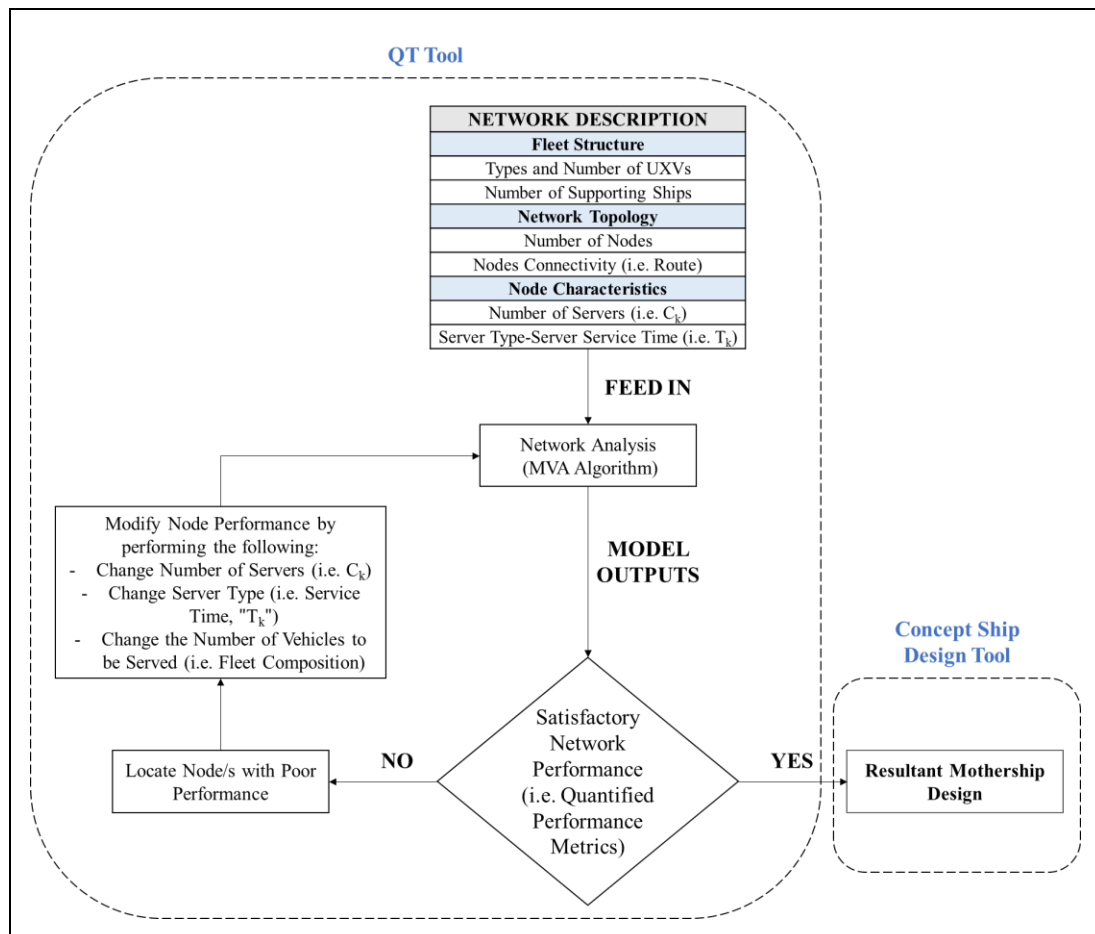 QT Tool
NETWORK DESCRIPTION
Fleet Structure
Types and Number of UXVs
Number of Supporting Ships
Network Topology
Number of Nodes
Nodes Connectivity (i.e. Route)
Node Characteristics
Number of Servers (i.e. Cₖ)
Server Type-Server Service Time (i.e. Tₖ)
FEED IN
Network Analysis
(MVA Algorithm)
Modify Node Performance by
performing the following:
- Change Number of Servers (i.e. Cₖ)
- Change Server Type (i.e. Service
Time, "Tₖ")
- Change the Number of Vehicles to
be Served (i.e. Fleet Composition)
MODEL
OUTPUTS
Concept Ship
Design Tool
Satisfactory
Network
Performance
(i.e. Quantified
Performance
Metrics)
NO
YES
Locate Node/s with Poor
Performance
Resultant Mothership
Design